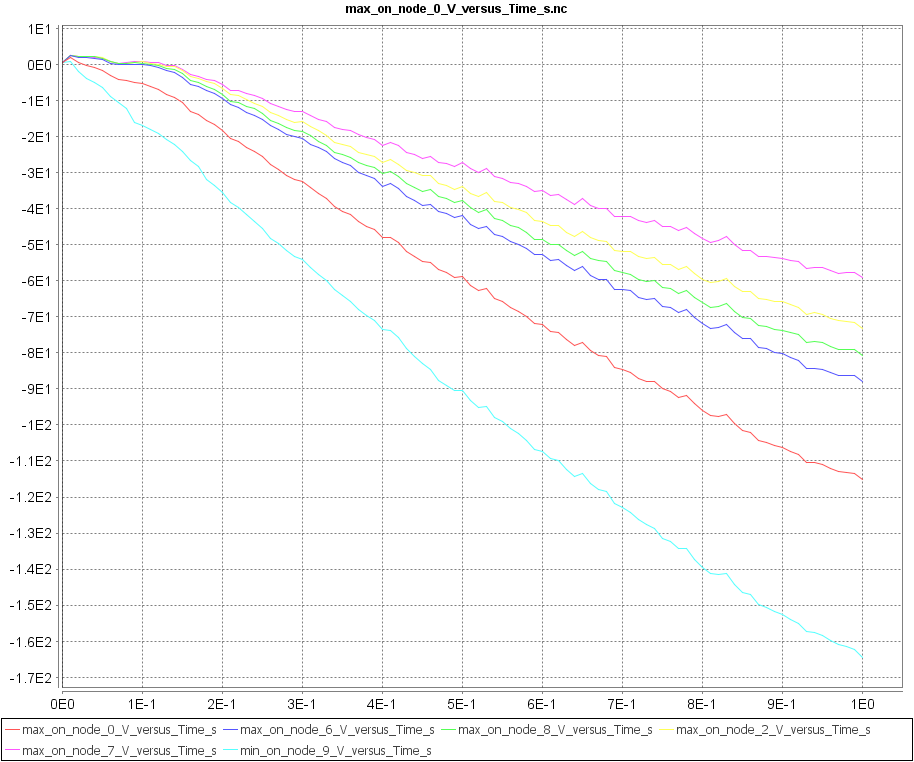 max_on_node_0_V_versus_Time_s.nc
1E1
0E0
-1E1
-2E1
-3E1
-4E1
-5E1
-6E1
-7E1
-8E1
-9E1
-1E2
-1.1E2
-1.2E2
-1.3E2
-1.4E2
-1.5E2
-1.6E2
-1.7E2
0E0 1E-1 2E-1 3E-1 4E-1 5E-1 6E-1 7E-1 8E-1 9E-1 1E0
max_on_node_0_V_versus_Time_s max_on_node_6_V_versus_Time_s max_on_node_8_V_versus_Time_s max_on_node_2_V_versus_Time_s
max_on_node_7_V_versus_Time_s min_on_node_9_V_versus_Time_s